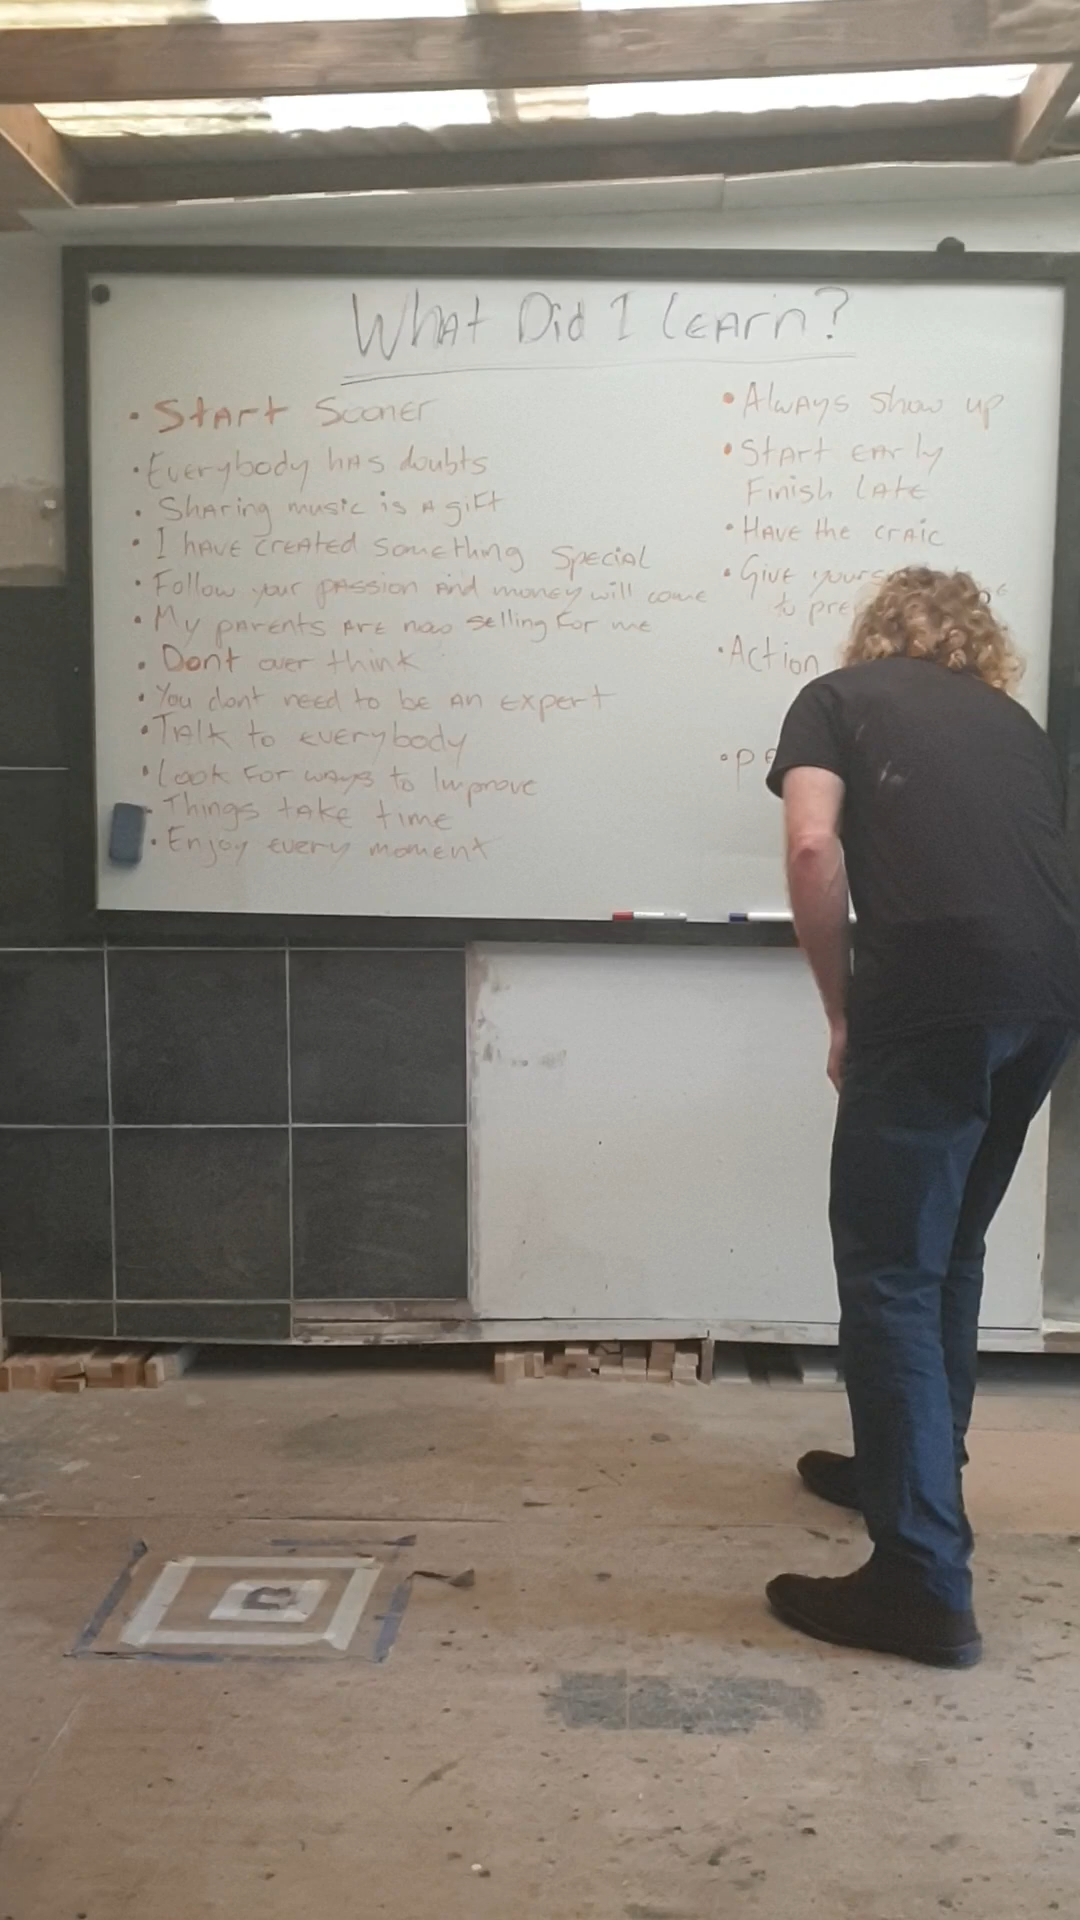 What Did I Learn?
• Start Sooner
• Everybody has doubts
• Sharing music is a gift
• I have created something special
• Follow your passion and money will come
• My parents are now selling for me
• Dont over think
• You dont need to be an expert
• Talk to everybody
• Look for ways to Improve
• Things take time
• Enjoy every moment
• Always show up
• Start early
Finish late
• Have the craic
• Give
to
• Action